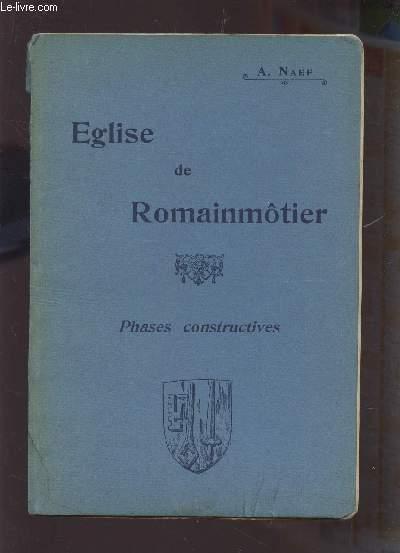 Le-Livre.com
A. NAEF
Eglise
de
Romainmôtier
Phases constructives